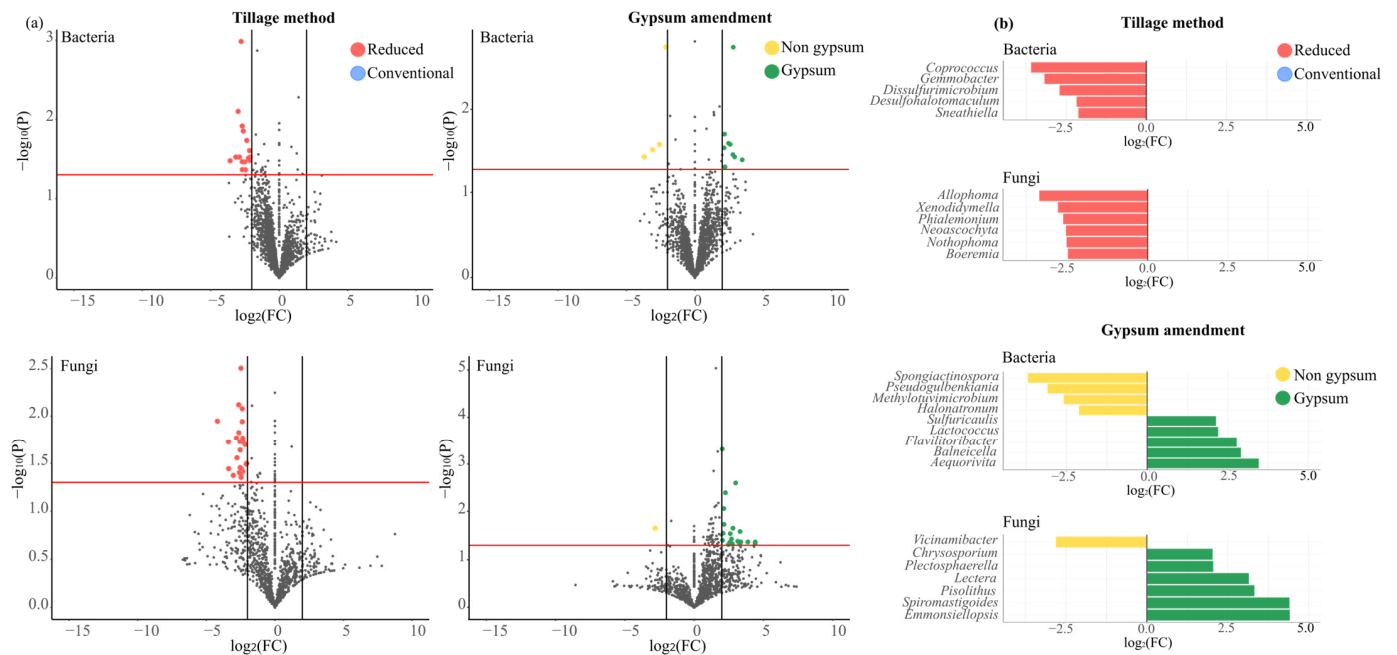 (a)
Tillage method
Bacteria
Reduced
Conventional
3
2
1
0
−log₁₀(P)
−15
−10
−5
0
5
10
log₂(FC)
Gypsum amendment
Bacteria
Non gypsum
Gypsum
2
1
0
−log₁₀(P)
−15
−10
−5
0
5
10
log₂(FC)
Fungi
2.5
2.0
1.5
1.0
0.5
0.0
−log₁₀(P)
−15
−10
−5
0
5
10
log₂(FC)
Fungi
5
4
3
2
1
0
−log₁₀(P)
−15
−10
−5
0
5
10
log₂(FC)
(b)
Tillage method
Bacteria
Reduced
Conventional
Coprococcus
Gemmobacter
Dissulfurimicrobium
Desulfohalotomaculum
Sneathiella
−2.5
0.0
2.5
5.0
log₂(FC)
Fungi
Allophoma
Xenodidymella
Phialemonium
Neoascochyta
Nothophoma
Boeremia
−2.5
0.0
2.5
5.0
log₂(FC)
Gypsum amendment
Bacteria
Non gypsum
Gypsum
Spongiactinospora
Pseudogulbenkiania
Methylotuvimicrobium
Halonatronum
Sulfuricaulis
Lactococcus
Flavilitoribacter
Balneicella
Aequorivita
−2.5
0.0
2.5
5.0
log₂(FC)
Fungi
Vicinamibacter
Chrysosporium
Plectosphaerella
Lectera
Pisolithus
Spiromastigoides
Emmonsiellopsis
−2.5
0.0
2.5
5.0
log₂(FC)